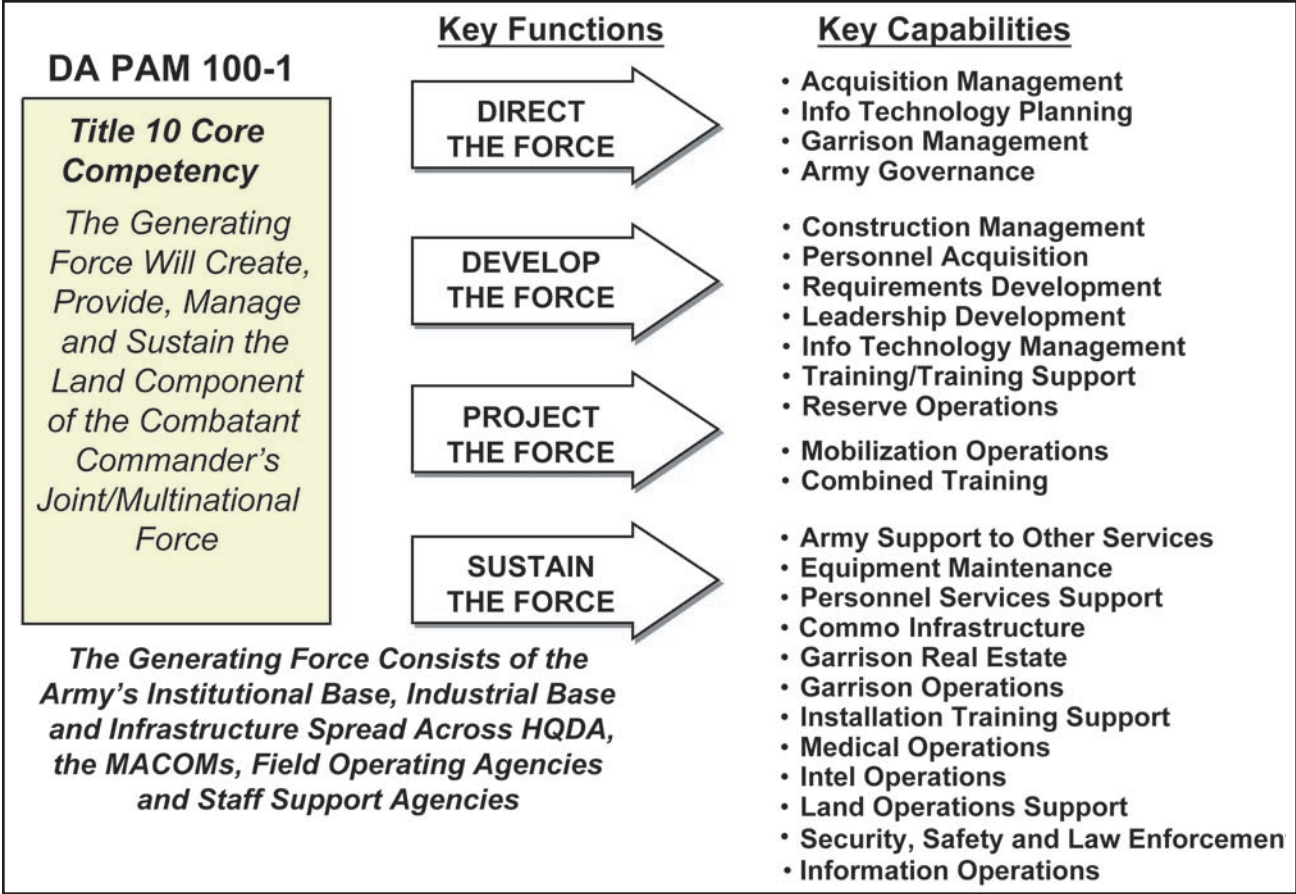 DA PAM 100-1
Title 10 Core
Competency
The Generating
Force Will Create,
Provide, Manage
and Sustain the
Land Component
of the Combatant
Commander's
Joint/Multinational
Force
The Generating Force Consists of the
Army's Institutional Base, Industrial Base
and Infrastructure Spread Across HQDA,
the MACOMs, Field Operating Agencies
and Staff Support Agencies
Key Functions
DIRECT
THE FORCE
DEVELOP
THE FORCE
PROJECT
THE FORCE
SUSTAIN
THE FORCE
Key Capabilities
• Acquisition Management
• Info Technology Planning
• Garrison Management
• Army Governance
• Construction Management
• Personnel Acquisition
• Requirements Development
• Leadership Development
• Info Technology Management
• Training/Training Support
• Reserve Operations
• Mobilization Operations
• Combined Training
• Army Support to Other Services
• Equipment Maintenance
• Personnel Services Support
• Commo Infrastructure
• Garrison Real Estate
• Garrison Operations
• Installation Training Support
• Medical Operations
• Intel Operations
• Land Operations Support
• Security, Safety and Law Enforcemen
• Information Operations